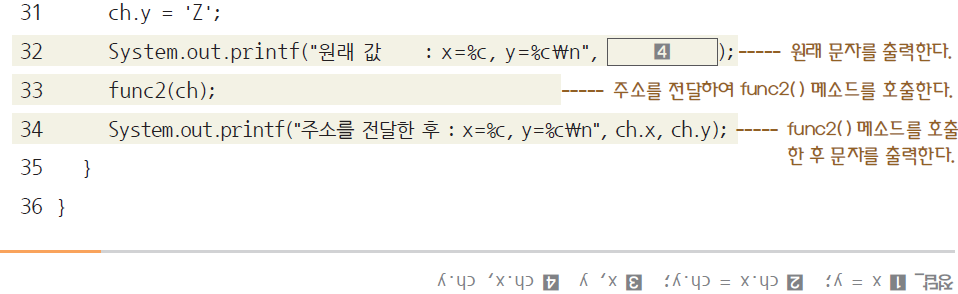 31 ch.y = 'Z';
32 System.out.printf("원래 값 : x=%c, y=%c₩n", 4 ); ----- 원래 문자를 출력한다.
33 func2(ch); ----- 주소를 전달하여 func2() 메소드를 호출한다.
34 System.out.printf("주소를 전달한 후 : x=%c, y=%c₩n", ch.x, ch.y); ----- func2() 메소드를 호출
한 후 문자를 출력한다.
35 }
36 }
정답_ 1 x = y; 2 ch.x = ch.y; 3 x, y 4 ch.x, ch.y